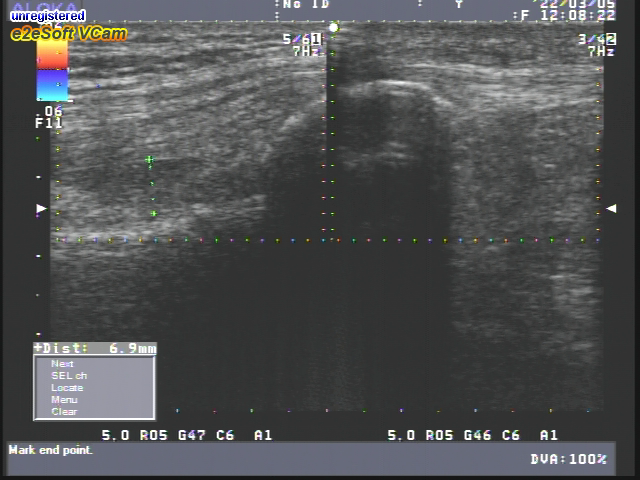 ALOKA
unregistered
e2eSoft VCam
: No ID
: Y
22/03/05
:F 12:08:22
5/61
7Hz
3/42
7Hz
.06
F11
+Dist: 6.9mm
Next
SEL ch
Locate
Menu
Clear
5.0 R05 G47 C6 A1
5.0 R05 G46 C6 A1
Mark end point.
DVA:100%